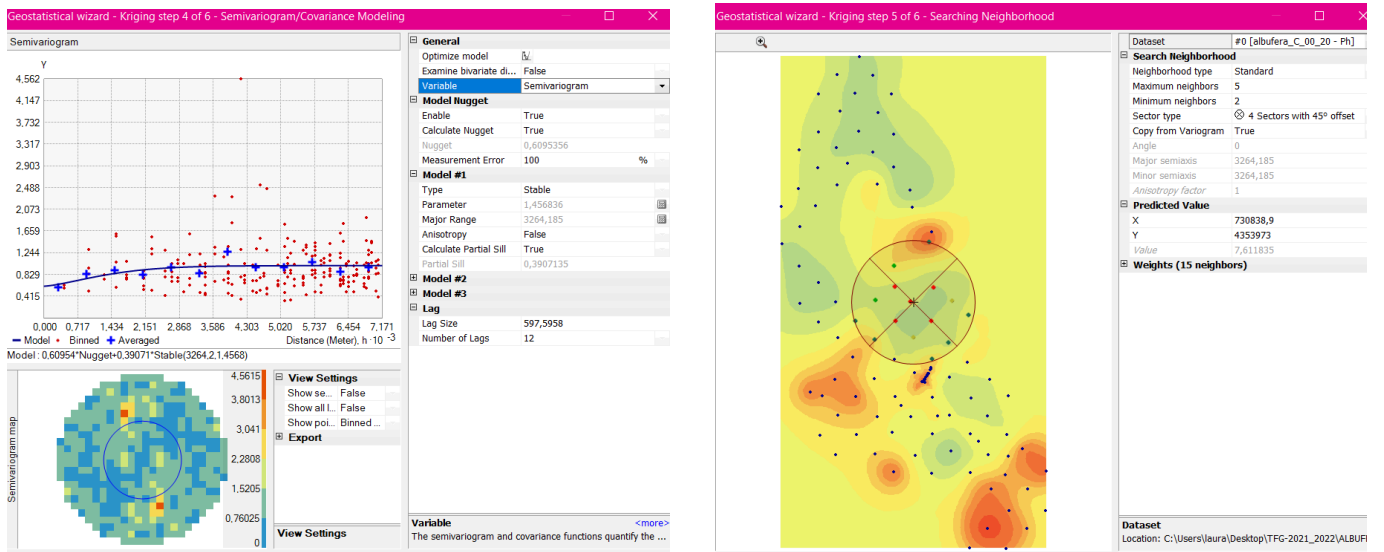 Geostatistical wizard - Kriging step 4 of 6 - Semivariogram/Covariance Modeling
Semivariogram
γ
4,562
4,147
3,732
3.317
2.903
2.488
2,073
1,659
1,244
0,829
0,415
0,000 0,717 1,434 2,151 2,868 3,586 4,303 5,020 5,737 6,454 7,171
Model Binned Averaged Distance (Meter), h ·10 -3
Model : 0.60954*Nugget+0.39071*Stable(3264,2,1,4568)
Semivariogram map
4,5615
3,8013
3,041
2,2808
1,5205
0,76025
0
View Settings
Show se... False
Show all l... False
Show poi... Binned ...
Export
View Settings
General
Optimize model
Examine bivariate di... False
Variable Semivariogram
Model Nugget
Enable True
Calculate Nugget True
Nugget 0,6095356
Measurement Error 100 %
Model #1
Type Stable
Parameter 1,456836
Major Range 3264,185
Anisotropy False
Calculate Partial Sill True
Partial Sill 0,3907135
Model #2
Model #3
Lag
Lag Size 597,5958
Number of Lags 12
Variable <more>
The semivariogram and covariance functions quantify the ...
Geostatistical wizard - Kriging step 5 of 6 - Searching Neighborhood
Dataset #0 [albufera_C_00_20 - Ph]
Search Neighborhood
Neighborhood type Standard
Maximum neighbors 5
Minimum neighbors 2
Sector type 4 Sectors with 45º offset
Copy from Variogram True
Angle 0
Major semiaxis 3264,185
Minor semiaxis 3264,185
Anisotropy factor 1
Predicted Value
X 730838,9
Y 4353973
Value 7,611835
Weights (15 neighbors)
Dataset
Location: C:\Users\laura\Desktop\TFG-2021_2022\ALBUF